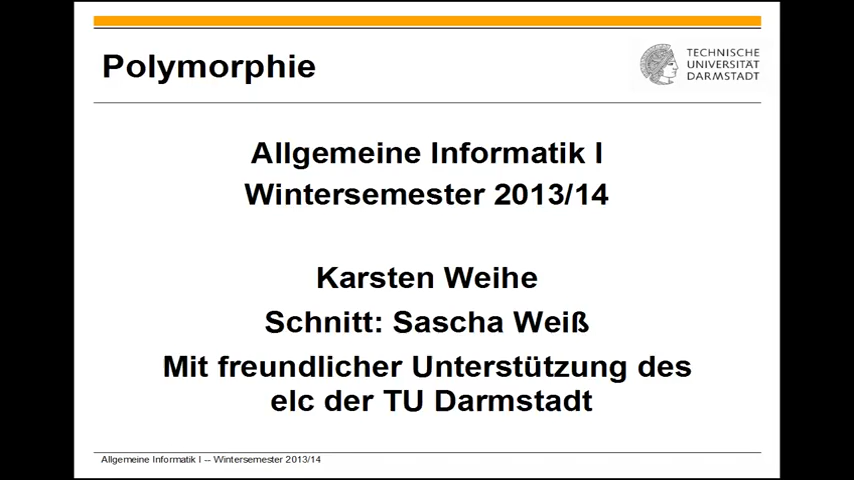 Polymorphie
TECHNISCHE
UNIVERSITÄT
DARMSTADT
Allgemeine Informatik I
Wintersemester 2013/14
Karsten Weihe
Schnitt: Sascha Weiß
Mit freundlicher Unterstützung des
elc der TU Darmstadt
Allgemeine Informatik I -- Wintersemester 2013/14